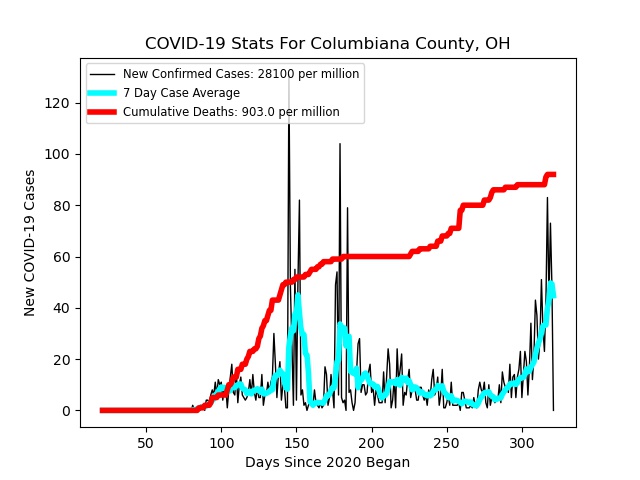 COVID-19 Stats For Columbiana County, OH
New Confirmed Cases: 28100 per million
7 Day Case Average
Cumulative Deaths: 903.0 per million
New COVID-19 Cases
120
100
80
60
40
20
0
50
100
150
200
250
300
Days Since 2020 Began